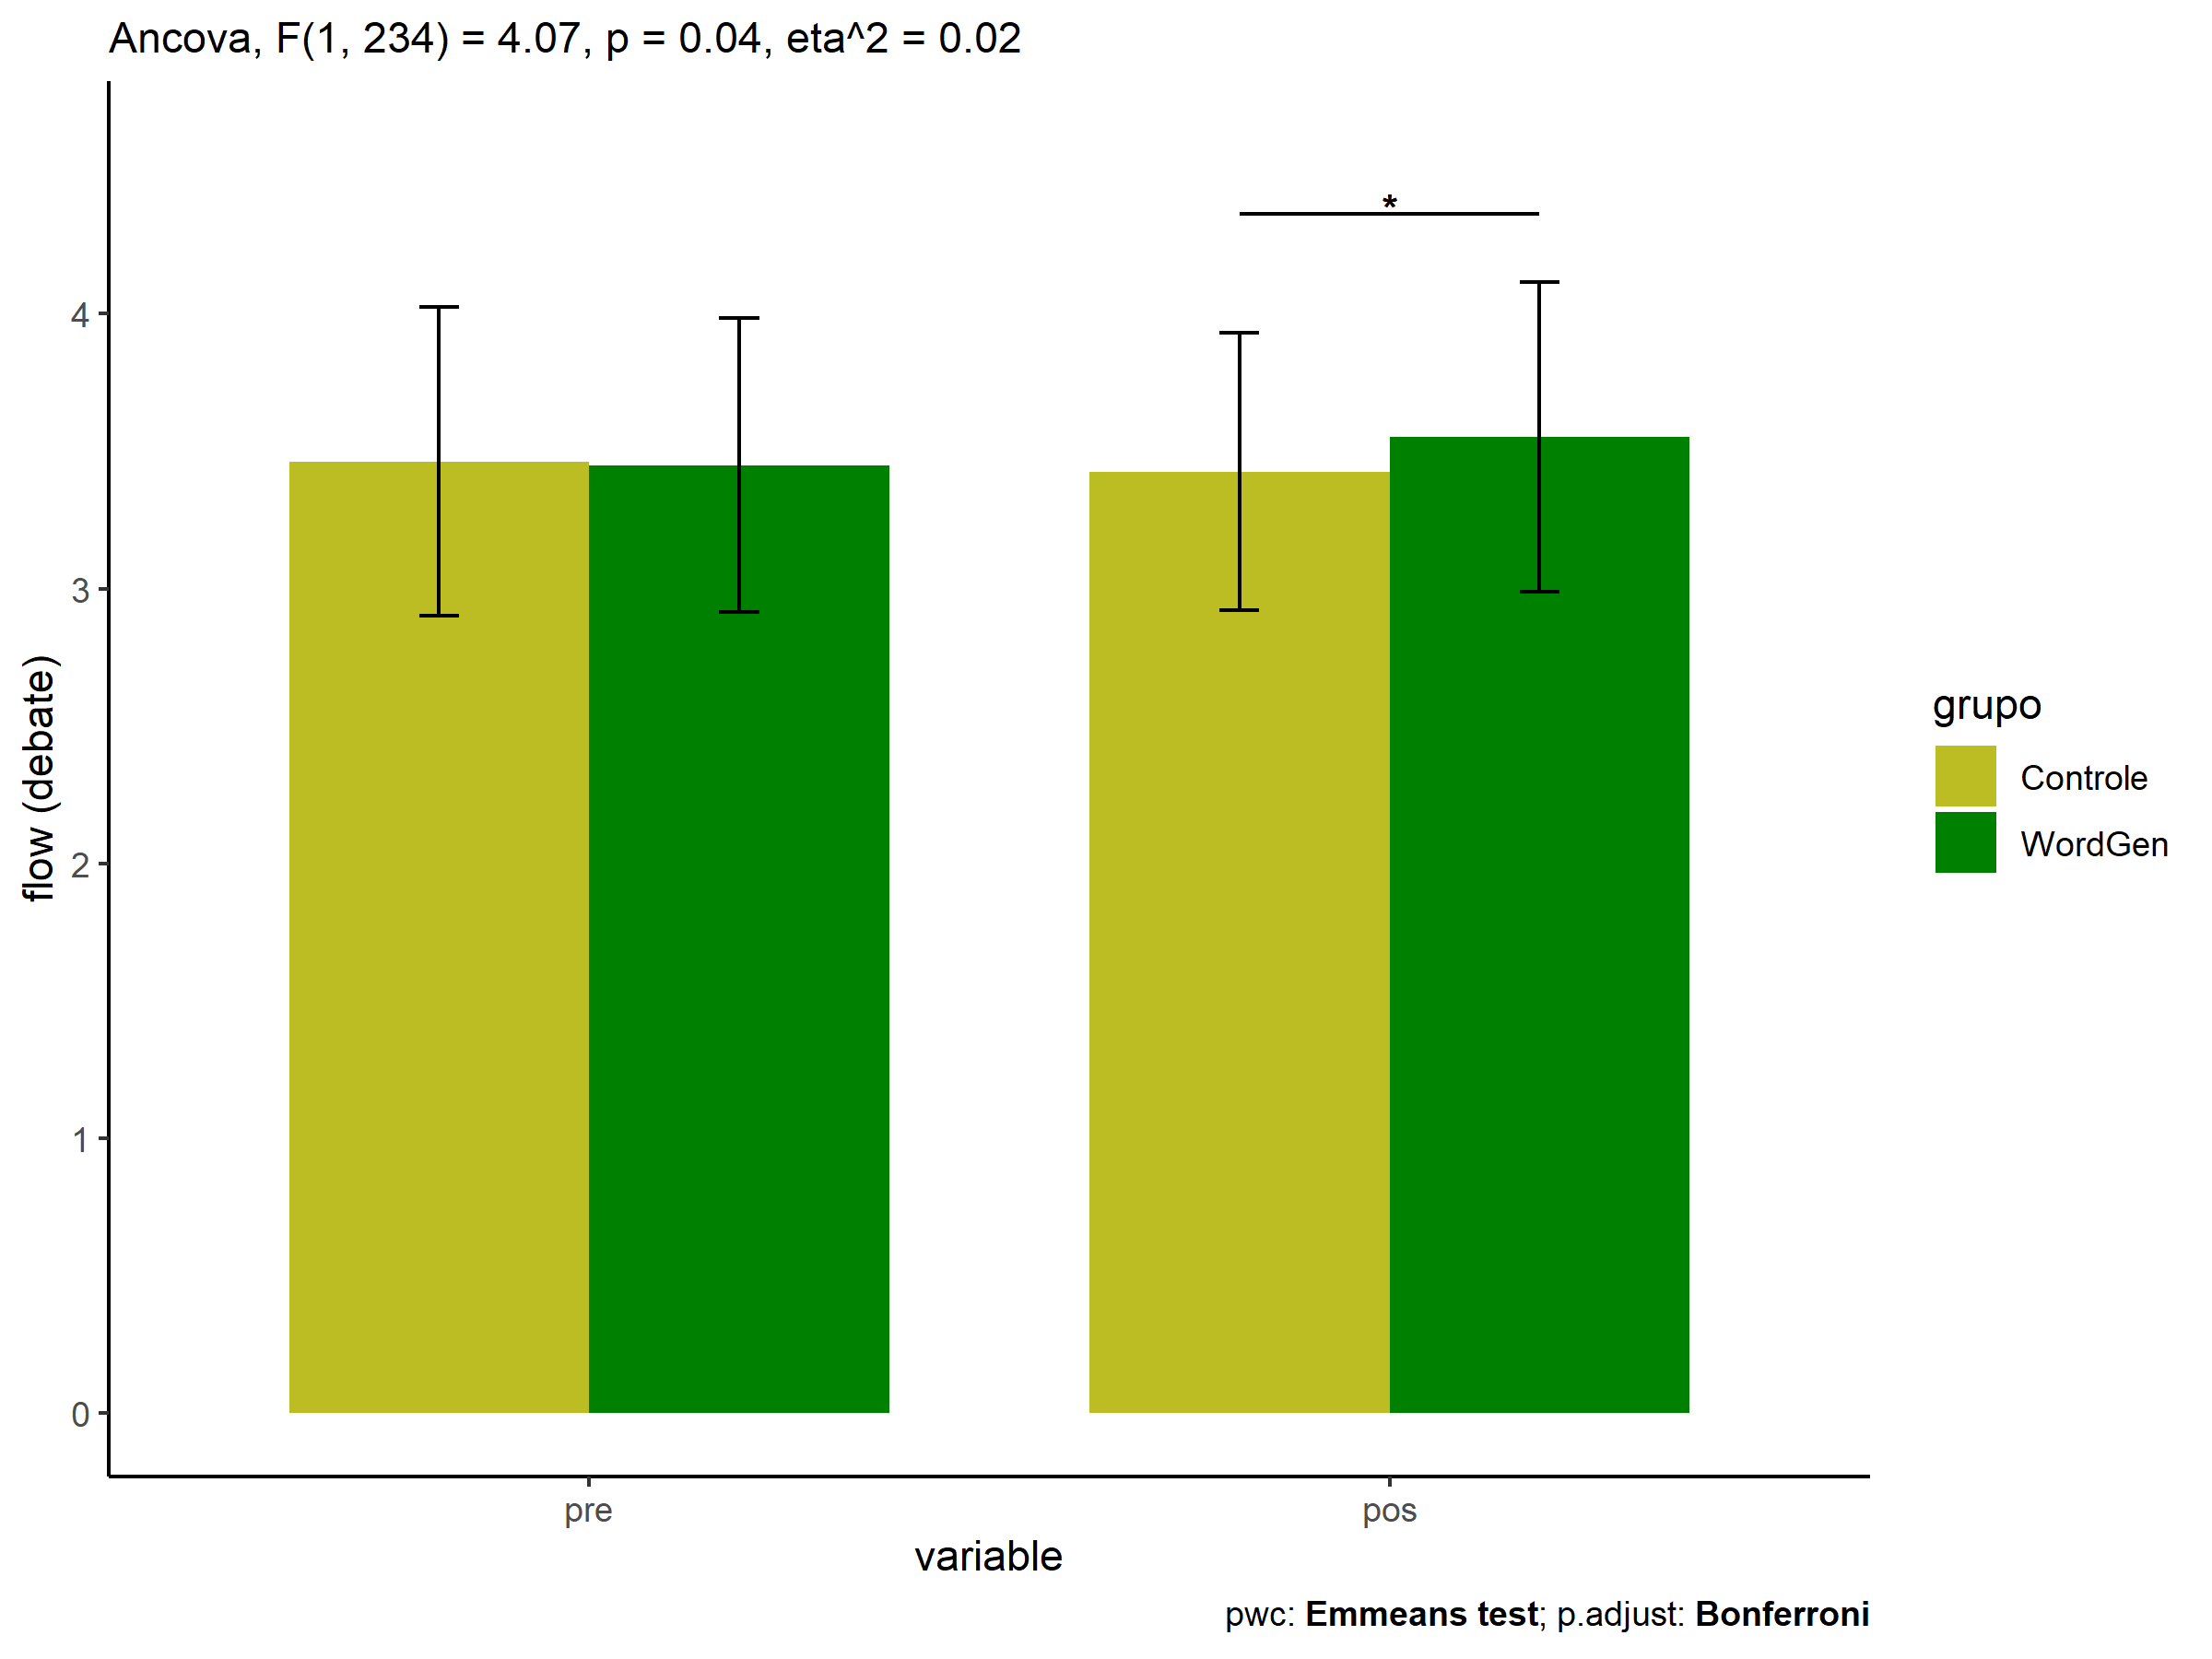 Ancova, F(1, 234) = 4.07, p = 0.04, eta^2 = 0.02
*
4
3
2
1
0
flow (debate)
pre
pos
variable
grupo
Controle
WordGen
pwc: Emmeans test; p.adjust: Bonferroni